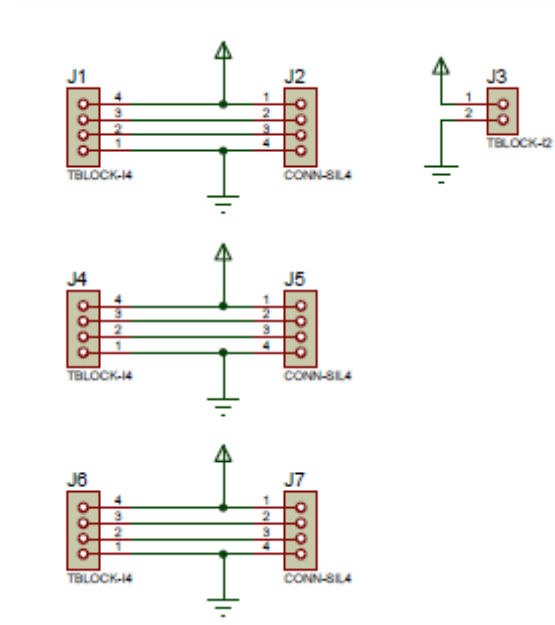 J1 J2 J3
4 1
3 2
2 3
1 4
1
2
TBLOCK-I4 CONN-SIL4 TBLOCK-I2
J4 J5
4 1
3 2
2 3
1 4
TBLOCK-I4 CONN-SIL4
J6 J7
4 1
3 2
2 3
1 4
TBLOCK-I4 CONN-SIL4